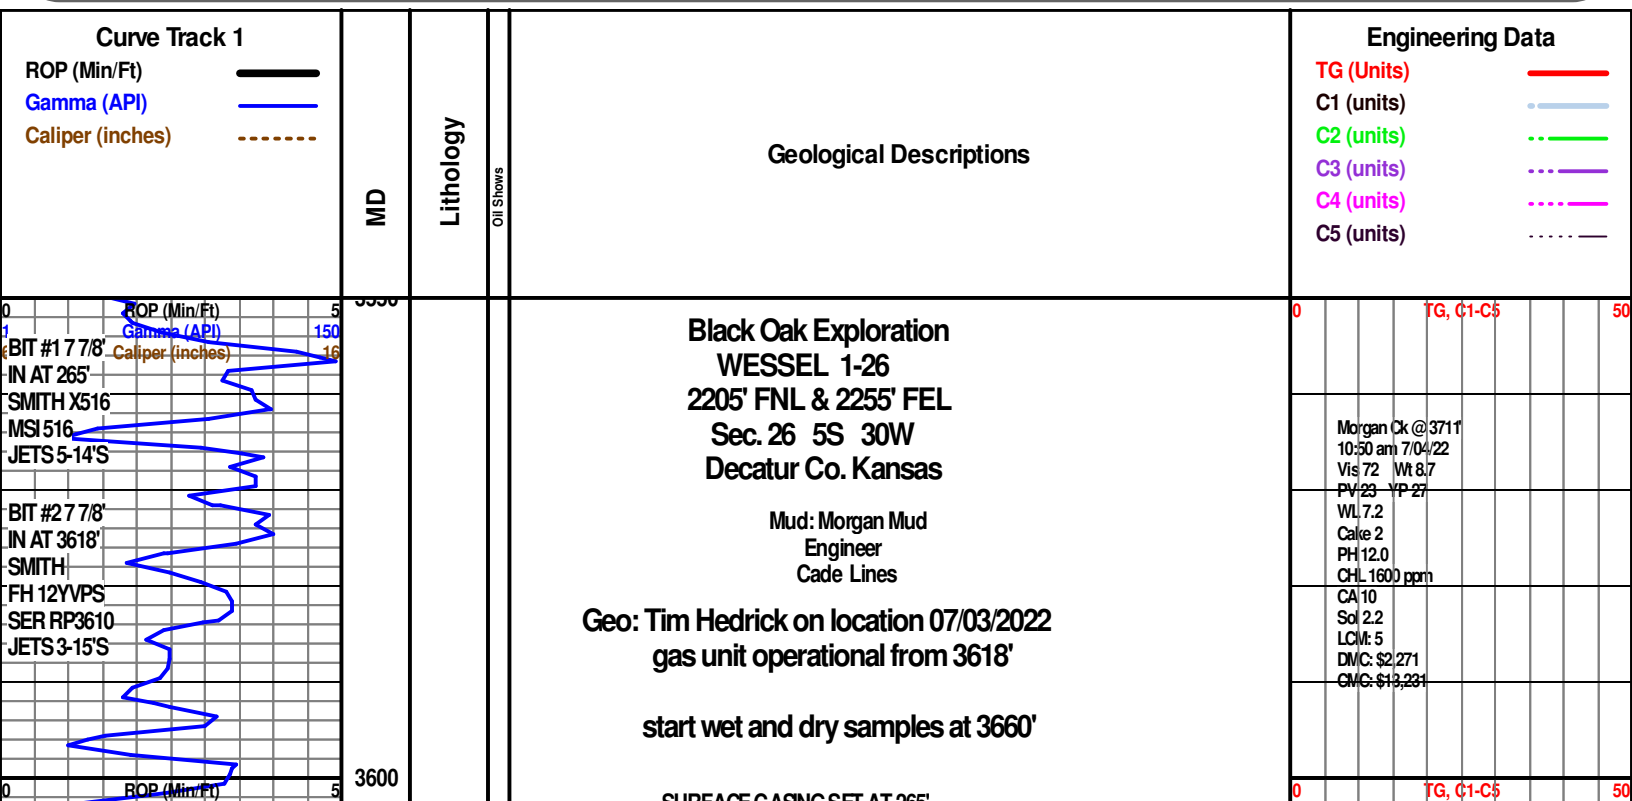 Curve Track 1
ROP (Min/Ft)
Gamma (API)
Caliper (inches)
MD
Lithology
Oil Shows
Geological Descriptions
Engineering Data
TG (Units)
C1 (units)
C2 (units)
C3 (units)
C4 (units)
C5 (units)
0 ROP (Min/Ft) 5
1 Gamma (API) 150
6 Caliper (inches) 16
BIT #1 7 7/8'
IN AT 265'
SMITH X516
MSI 516
JETS 5-14'S
BIT #2 7 7/8'
IN AT 3618'
SMITH
FH 12YVPS
SER RP3610
JETS 3-15'S
0 ROP (Min/Ft) 5
3550
3600
Black Oak Exploration
WESSEL 1-26
2205' FNL & 2255' FEL
Sec. 26 5S 30W
Decatur Co. Kansas
Mud: Morgan Mud
Engineer
Cade Lines
Geo: Tim Hedrick on location 07/03/2022
gas unit operational from 3618'
start wet and dry samples at 3660'
SURFACE CASING SET AT 265'
0 TG, C1-C5 50
Morgan Ck @ 3711'
10:50 am 7/04/22
Vis 72 Wt 8.7
PV 23 YP 27
WL 7.2
Cake 2
PH 12.0
CHL 1600 ppm
CA 10
Sol 2.2
LCM: 5
DMC: $2,271
CMC: $13,231
0 TG, C1-C5 50